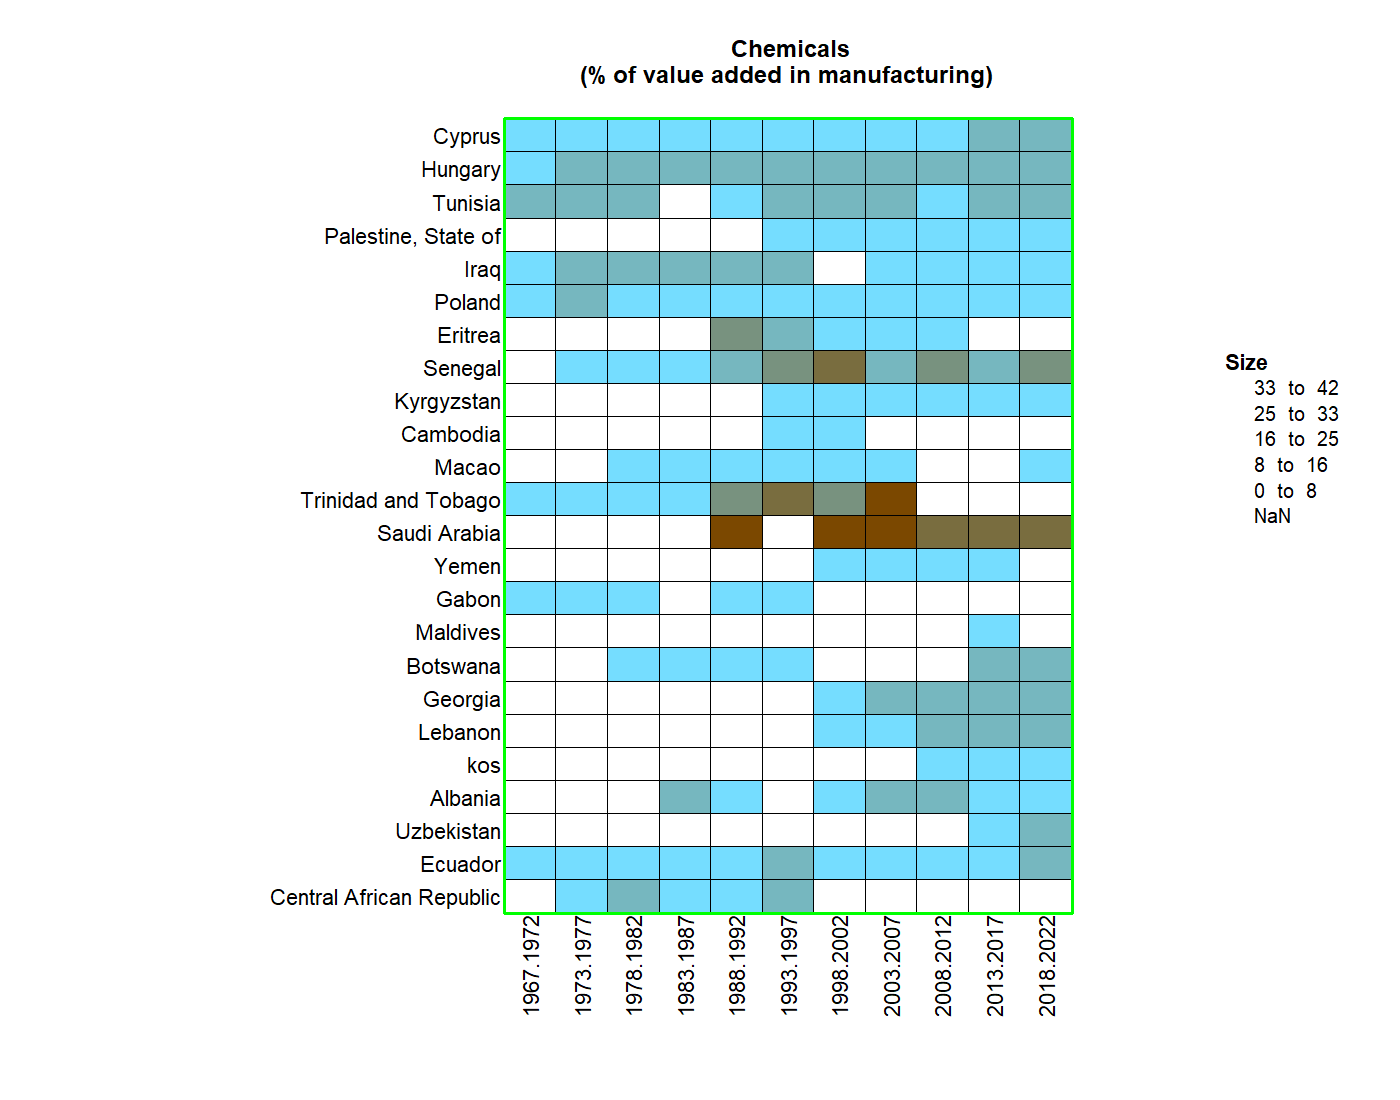 Chemicals
(% of value added in manufacturing)
Cyprus
Hungary
Tunisia
Palestine, State of
Iraq
Poland
Eritrea
Senegal
Kyrgyzstan
Cambodia
Macao
Trinidad and Tobago
Saudi Arabia
Yemen
Gabon
Maldives
Botswana
Georgia
Lebanon
kos
Albania
Uzbekistan
Ecuador
Central African Republic
1967.1972
1973.1977
1978.1982
1983.1987
1988.1992
1993.1997
1998.2002
2003.2007
2008.2012
2013.2017
2018.2022
Size
33 to 42
25 to 33
16 to 25
8 to 16
0 to 8
NaN